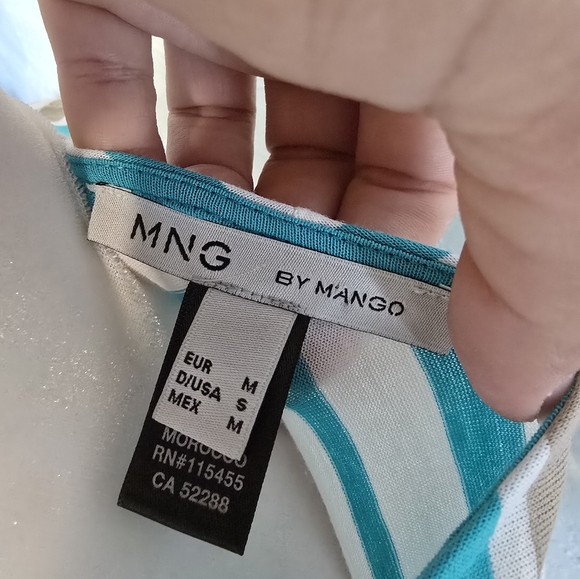 MNG BY MANGO
EUR M
D/USA S
MEX M
MOROCCO
RN#115455
CA 52288